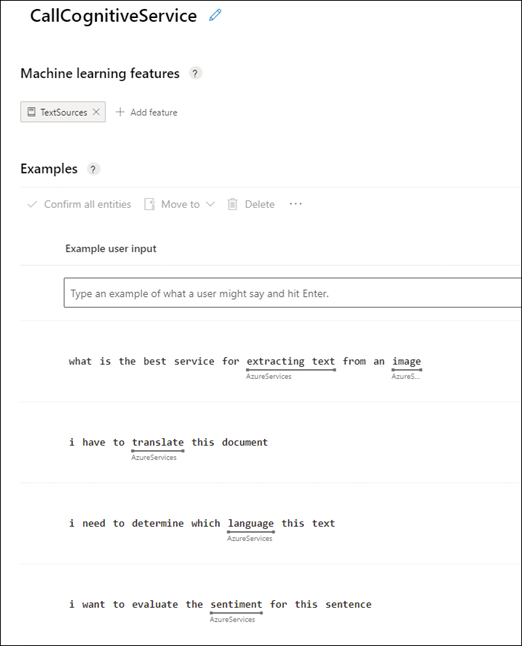 CallCognitiveService
Machine learning features ?
TextSources × + Add feature
Examples ?
Confirm all entities Move to Delete ...
Example user input
Type an example of what a user might say and hit Enter.
what is the best service for extracting text from an image
AzureServices AzureS...
i have to translate this document
AzureServices
i need to determine which language this text
AzureServices
i want to evaluate the sentiment for this sentence
AzureServices